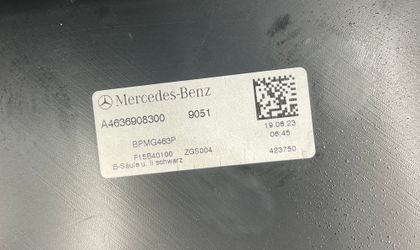 Mercedes-Benz
A4636908300 9051
19.06.23
BPMG463P 06:45
F15B40100 ZGS004 423750
B-Säule u. li schwarz